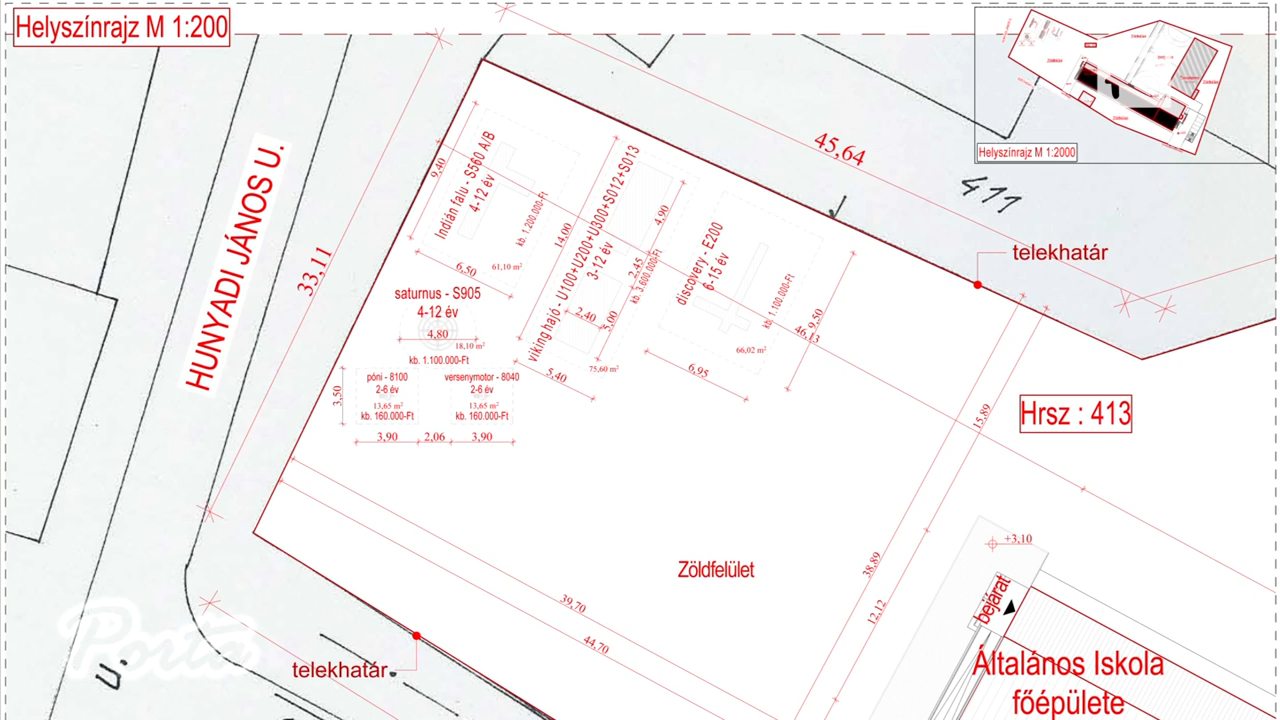 Helyszínrajz M 1:200
Helyszínrajz M 1:2000
HUNYADI JÁNOS U.
33,11
45,64
411
telekhatár
Hrsz : 413
Indián falu - S560 A/B
4-12 év
kb. 1.200.000-Ft
61,10 m²
9,40
6,50
viking hajó - U100+U200+U300+S012+S013
3-12 év
kb. 3.600.000-Ft
75,60 m²
14,00
4,90
2,45
2,40
5,00
5,40
discovery - E200
6-15 év
kb. 1.100.000-Ft
66,02 m²
9,50
46,13
6,95
saturnus - S905
4-12 év
4,80
18,10 m²
kb. 1.100.000-Ft
póni - 8100
2-6 év
13,65 m²
kb. 160.000-Ft
versenymotor - 8040
2-6 év
13,65 m²
kb. 160.000-Ft
3,50
3,90
2,06
3,90
15,89
38,89
12,12
39,70
44,70
Zöldfelület
+3,10
bejárat
Általános Iskola
főépülete
telekhatár
U.
Porta